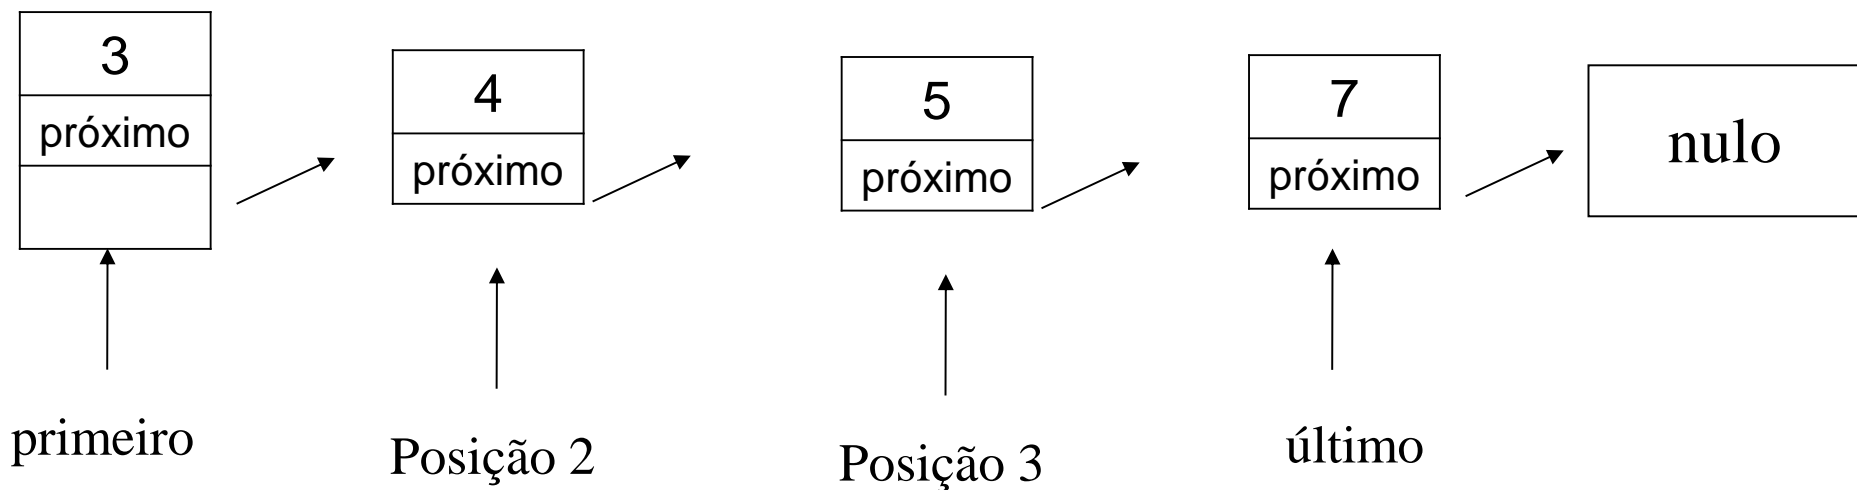 3
próximo
4
próximo
5
próximo
7
próximo
nulo
primeiro
Posição 2
Posição 3
último